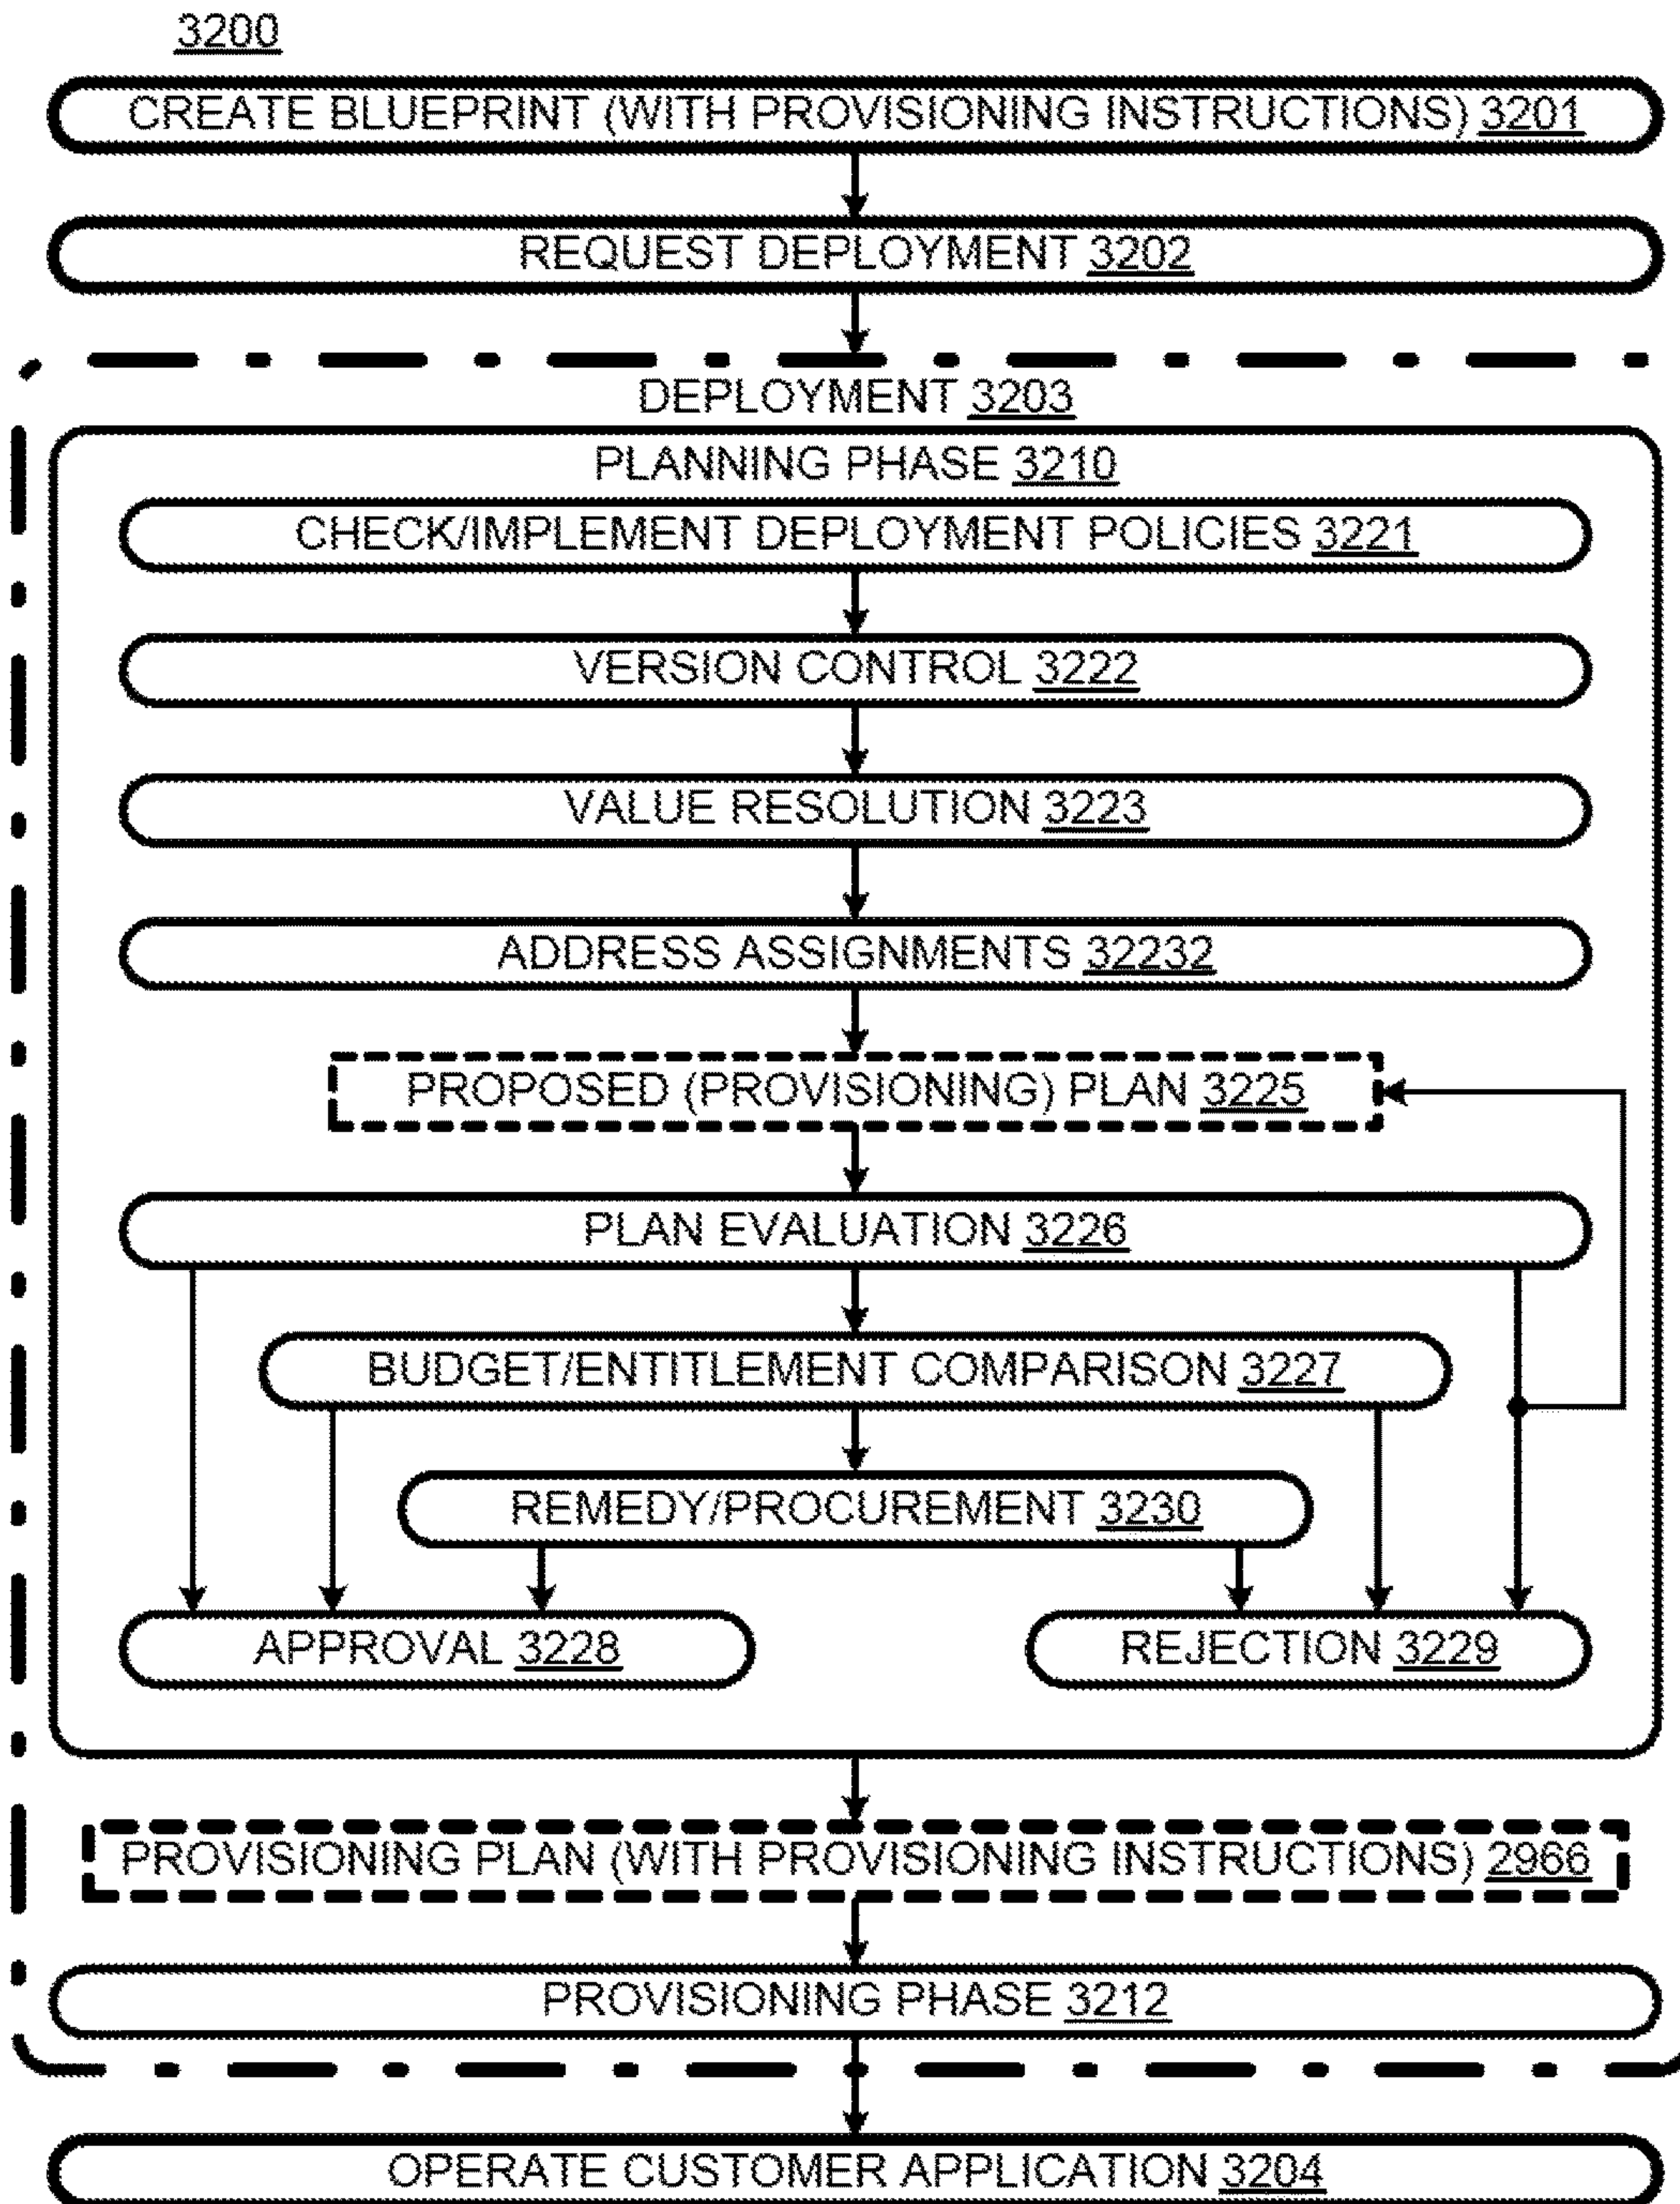 3200
CREATE BLUEPRINT (WITH PROVISIONING INSTRUCTIONS) 3201
REQUEST DEPLOYMENT 3202
DEPLOYMENT 3203
PLANNING PHASE 3210
CHECK/IMPLEMENT DEPLOYMENT POLICIES 3221
VERSION CONTROL 3222
VALUE RESOLUTION 3223
ADDRESS ASSIGNMENTS 32232
PROPOSED (PROVISIONING) PLAN 3225
PLAN EVALUATION 3226
BUDGET/ENTITLEMENT COMPARISON 3227
REMEDY/PROCUREMENT 3230
APPROVAL 3228
REJECTION 3229
PROVISIONING PLAN (WITH PROVISIONING INSTRUCTIONS) 2966
PROVISIONING PHASE 3212
OPERATE CUSTOMER APPLICATION 3204